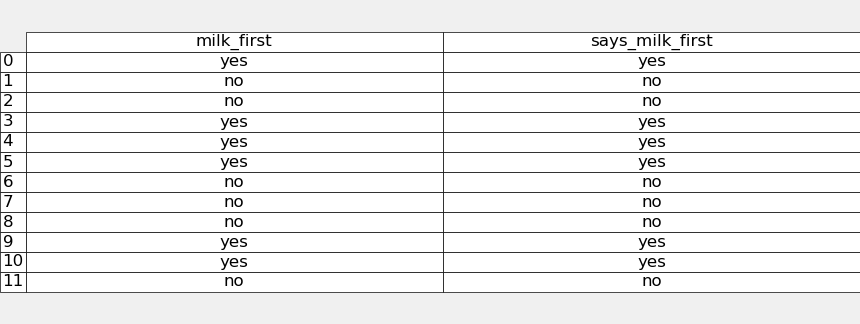 milk_first says_milk_first
0 yes yes
1 no no
2 no no
3 yes yes
4 yes yes
5 yes yes
6 no no
7 no no
8 no no
9 yes yes
10 yes yes
11 no no